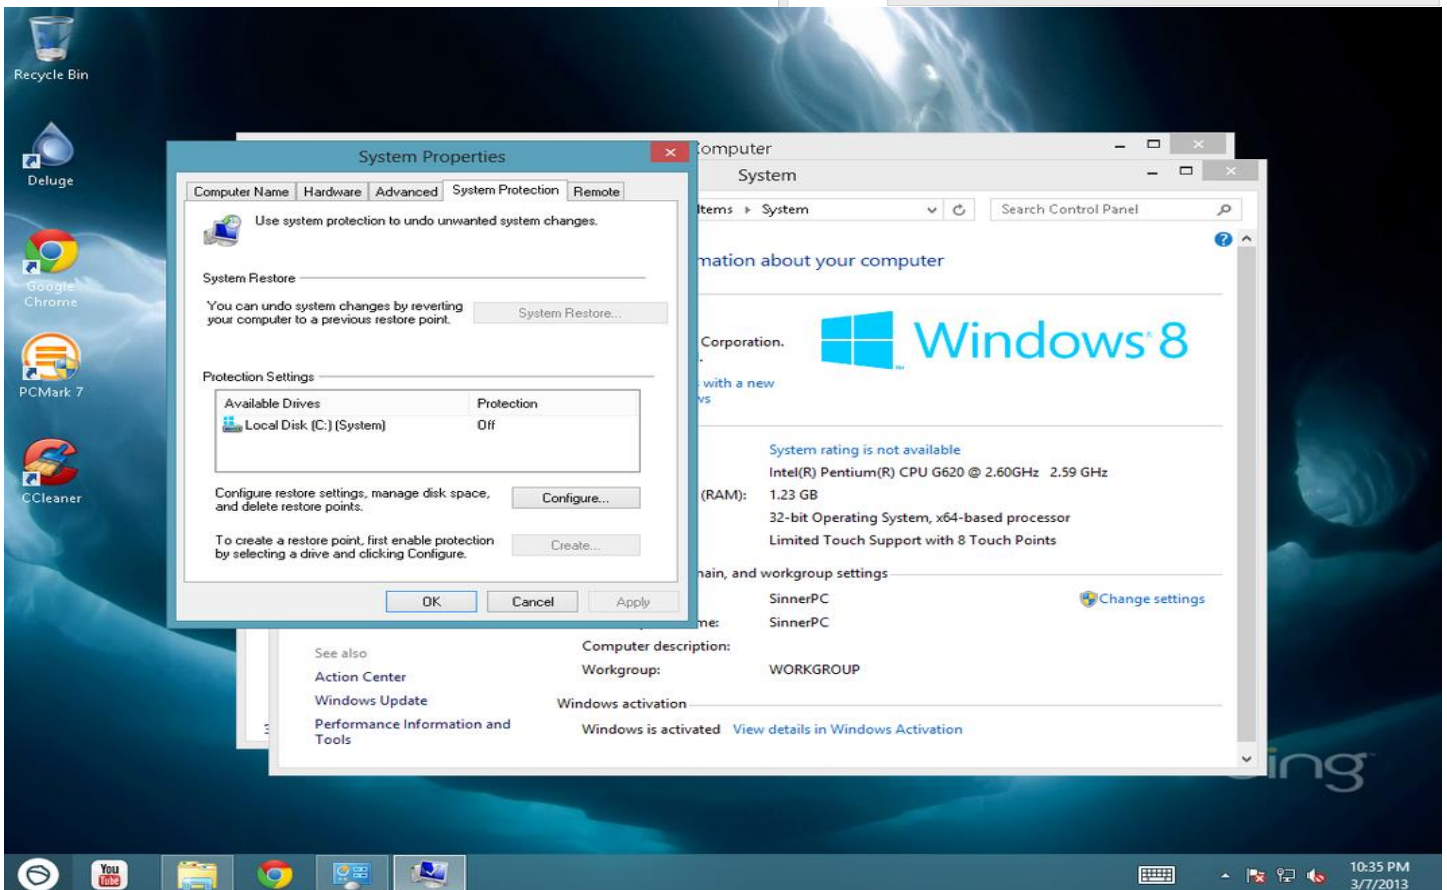 Recycle Bin
Deluge
Google
Chrome
PCMark 7
CCleaner
System Properties
Computer Name
Hardware
Advanced
System Protection
Remote
Use system protection to undo unwanted system changes.
System Restore
You can undo system changes by reverting
your computer to a previous restore point.
System Restore...
Protection Settings
Available Drives Protection
Local Disk (C:) (System) Off
Configure restore settings, manage disk space,
and delete restore points.
Configure...
To create a restore point, first enable protection
by selecting a drive and clicking Configure.
Create...
OK
Cancel
Apply
omputer
System
Items ▸ System
Search Control Panel
mation about your computer
Corporation.
Windows 8
with a new
ws
System rating is not available
Intel(R) Pentium(R) CPU G620 @ 2.60GHz 2.59 GHz
(RAM): 1.23 GB
32-bit Operating System, x64-based processor
Limited Touch Support with 8 Touch Points
main, and workgroup settings
SinnerPC
Change settings
me: SinnerPC
Computer description:
Workgroup: WORKGROUP
Windows activation
Windows is activated View details in Windows Activation
See also
Action Center
Windows Update
Performance Information and
Tools
ing
You
Tube
10:35 PM
3/7/2013